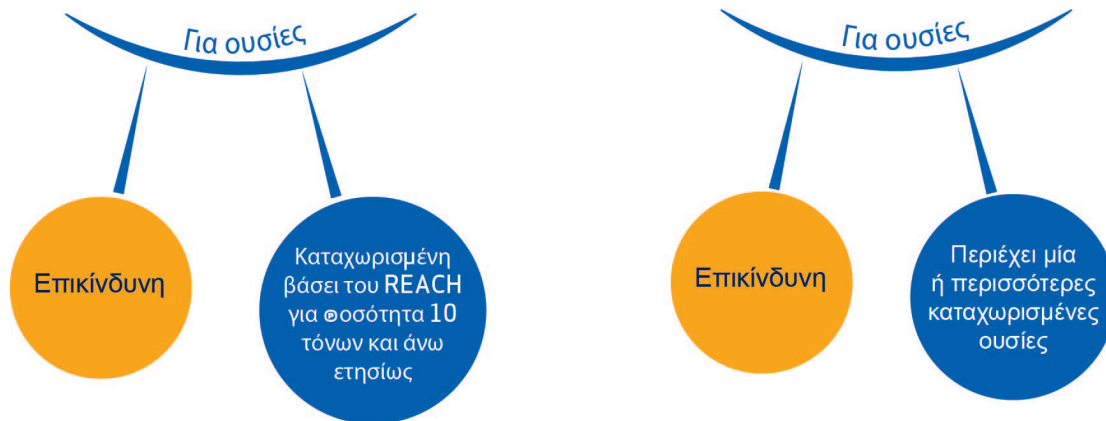 Για ουσίες
Επικίνδυνη
Καταχωρισμένη
βάσει του REACH
για ®οσότητα 10
τόνων και άνω
ετησίως
Για ουσίες
Επικίνδυνη
Περιέχει μία
ή περισσότερες
καταχωρισμένες
ουσίες